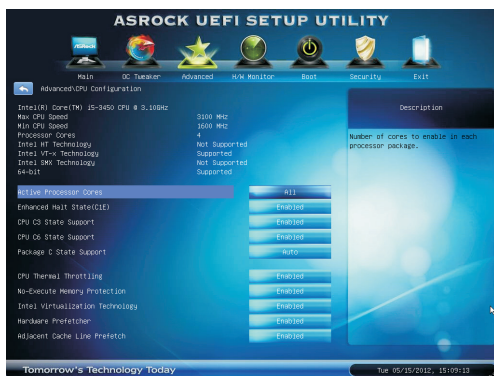 ASROCK UEFI SETUP UTILITY
ASRock
Main OC Tweaker Advanced H/W Monitor Boot Security Exit
Advanced\CPU Configuration
Description
Intel(R) Core(TM) i5-3450 CPU @ 3.10GHz
Max CPU Speed 3100 MHz
Min CPU Speed 1600 MHz
Processor Cores 4
Intel HT Technology Not Supported
Intel VT-x Technology Supported
Intel SMX Technology Not Supported
64-bit Supported
Number of cores to enable in each
processor package.
Active Processor Cores All
Enhanced Halt State(C1E) Enabled
CPU C3 State Support Enabled
CPU C6 State Support Enabled
Package C State Support Auto
CPU Thermal Throttling Enabled
No-Execute Memory Protection Enabled
Intel Virtualization Technology Enabled
Hardware Prefetcher Enabled
Adjacent Cache Line Prefetch Enabled
Tomorrow's Technology Today Tue 05/15/2012, 15:09:13